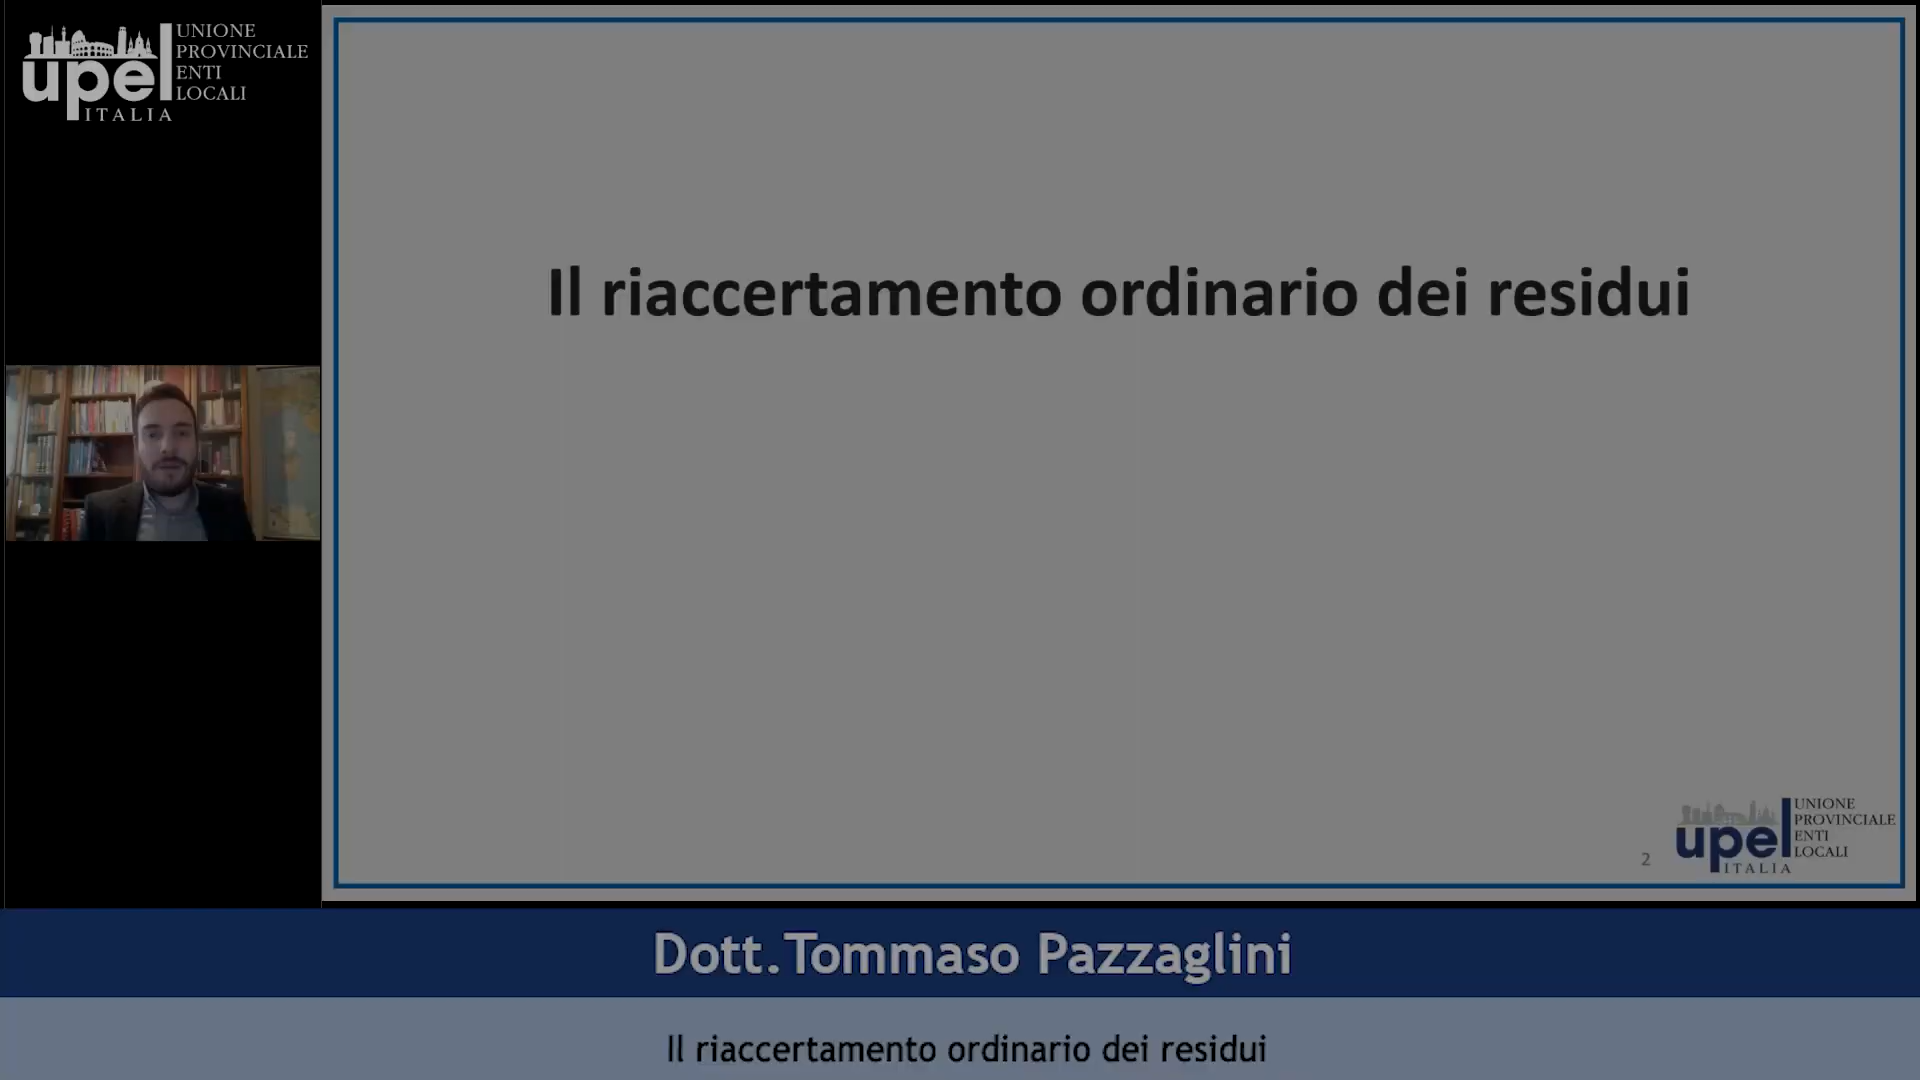 upel
UNIONE
PROVINCIALE
ENTI
LOCALI
ITALIA
Il riaccertamento ordinario dei residui
2
upel
UNIONE
PROVINCIALE
ENTI
LOCALI
ITALIA
Dott. Tommaso Pazzaglini
Il riaccertamento ordinario dei residui